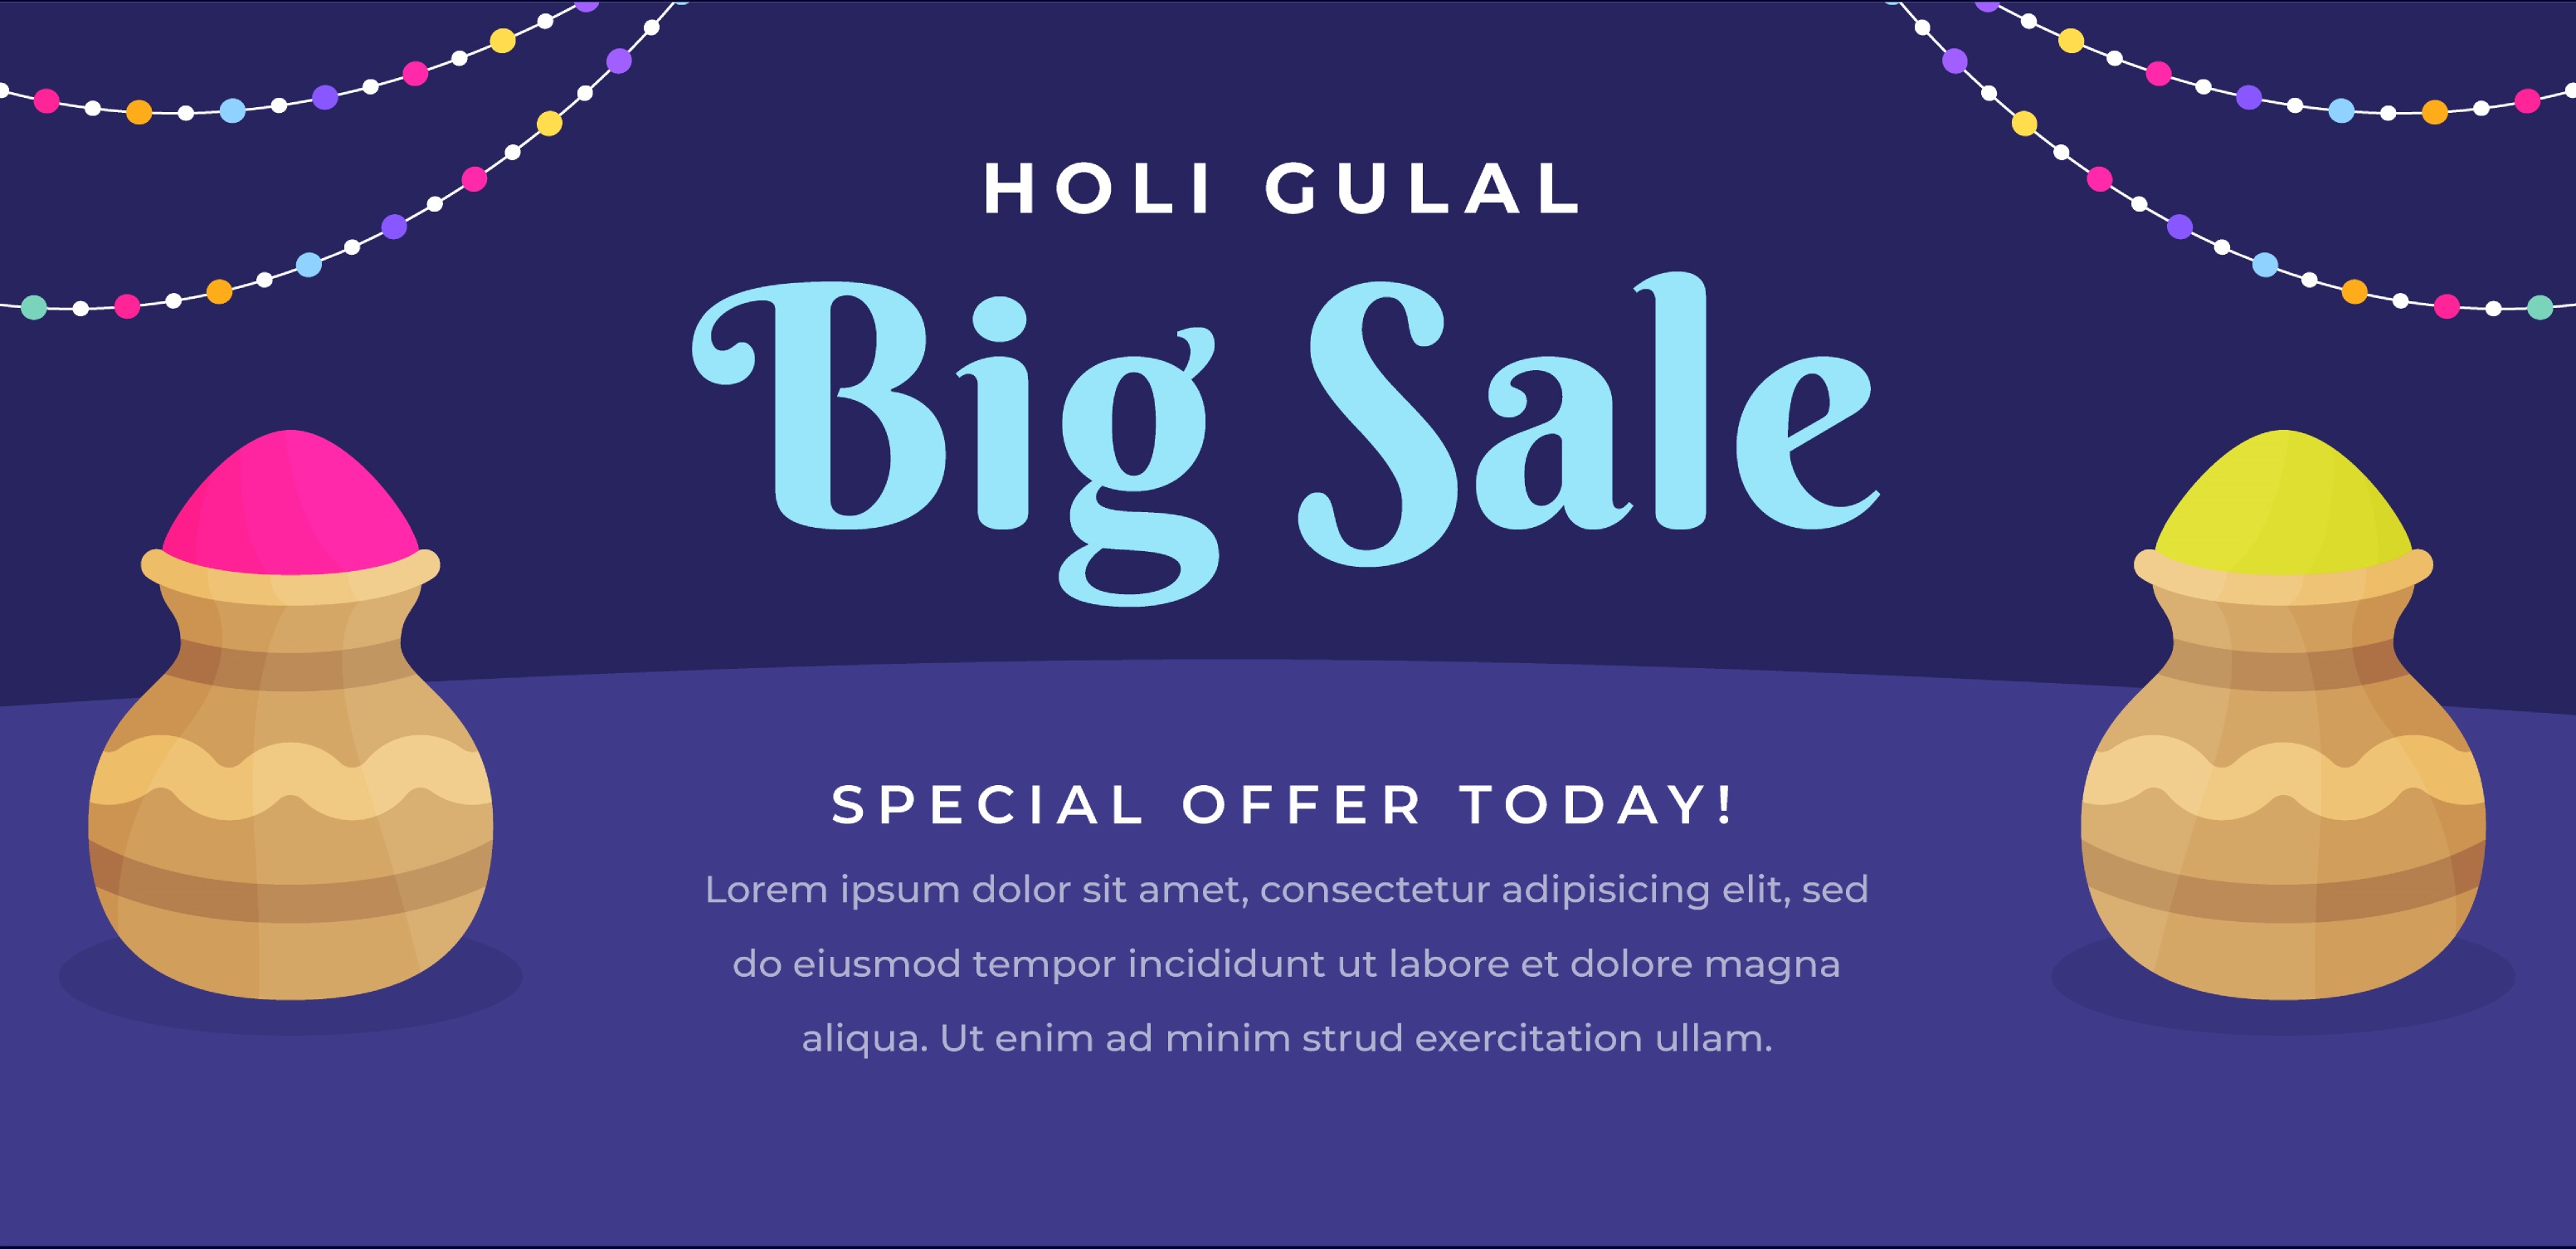 HOLI GULAL
Big Sale
SPECIAL OFFER TODAY!
Lorem ipsum dolor sit amet, consectetur adipisicing elit, sed
do eiusmod tempor incididunt ut labore et dolore magna
aliqua. Ut enim ad minim strud exercitation ullam.